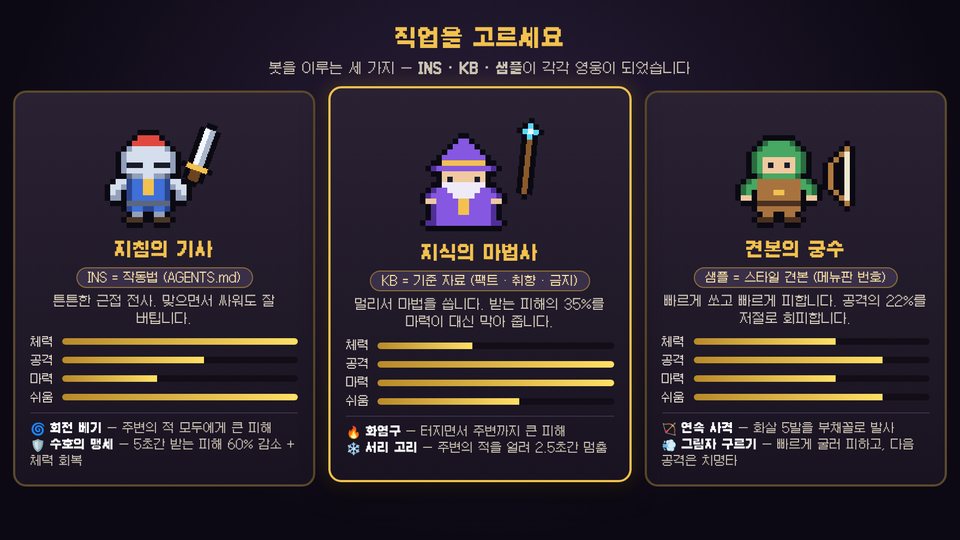 직업을 고르세요
봇을 이루는 세 가지 — INS · KB · 샘플이 각각 영웅이 되었습니다
지침의 기사
INS = 작동법 (AGENTS.md)
튼튼한 근접 전사. 맞으면서 싸워도 잘
버팁니다.
체력
공격
마력
쉬움
🌀 회전 베기 — 주변의 적 모두에게 큰 피해
🛡️ 수호의 맹세 — 5초간 받는 피해 60% 감소 +
체력 회복
지식의 마법사
KB = 기준 자료 (팩트 · 취향 · 금지)
멀리서 마법을 씁니다. 받는 피해의 35%를
마력이 대신 막아 줍니다.
체력
공격
마력
쉬움
🔥 화염구 — 터지면서 주변까지 큰 피해
❄️ 서리 고리 — 주변의 적을 얼려 2.5초간 멈춤
견본의 궁수
샘플 = 스타일 견본 (메뉴판 번호)
빠르게 쏘고 빠르게 피합니다. 공격의 22%를
저절로 회피합니다.
체력
공격
마력
쉬움
🏹 연속 사격 — 화살 5발을 부채꼴로 발사
💨 그림자 구르기 — 빠르게 굴러 피하고, 다음
공격은 치명타